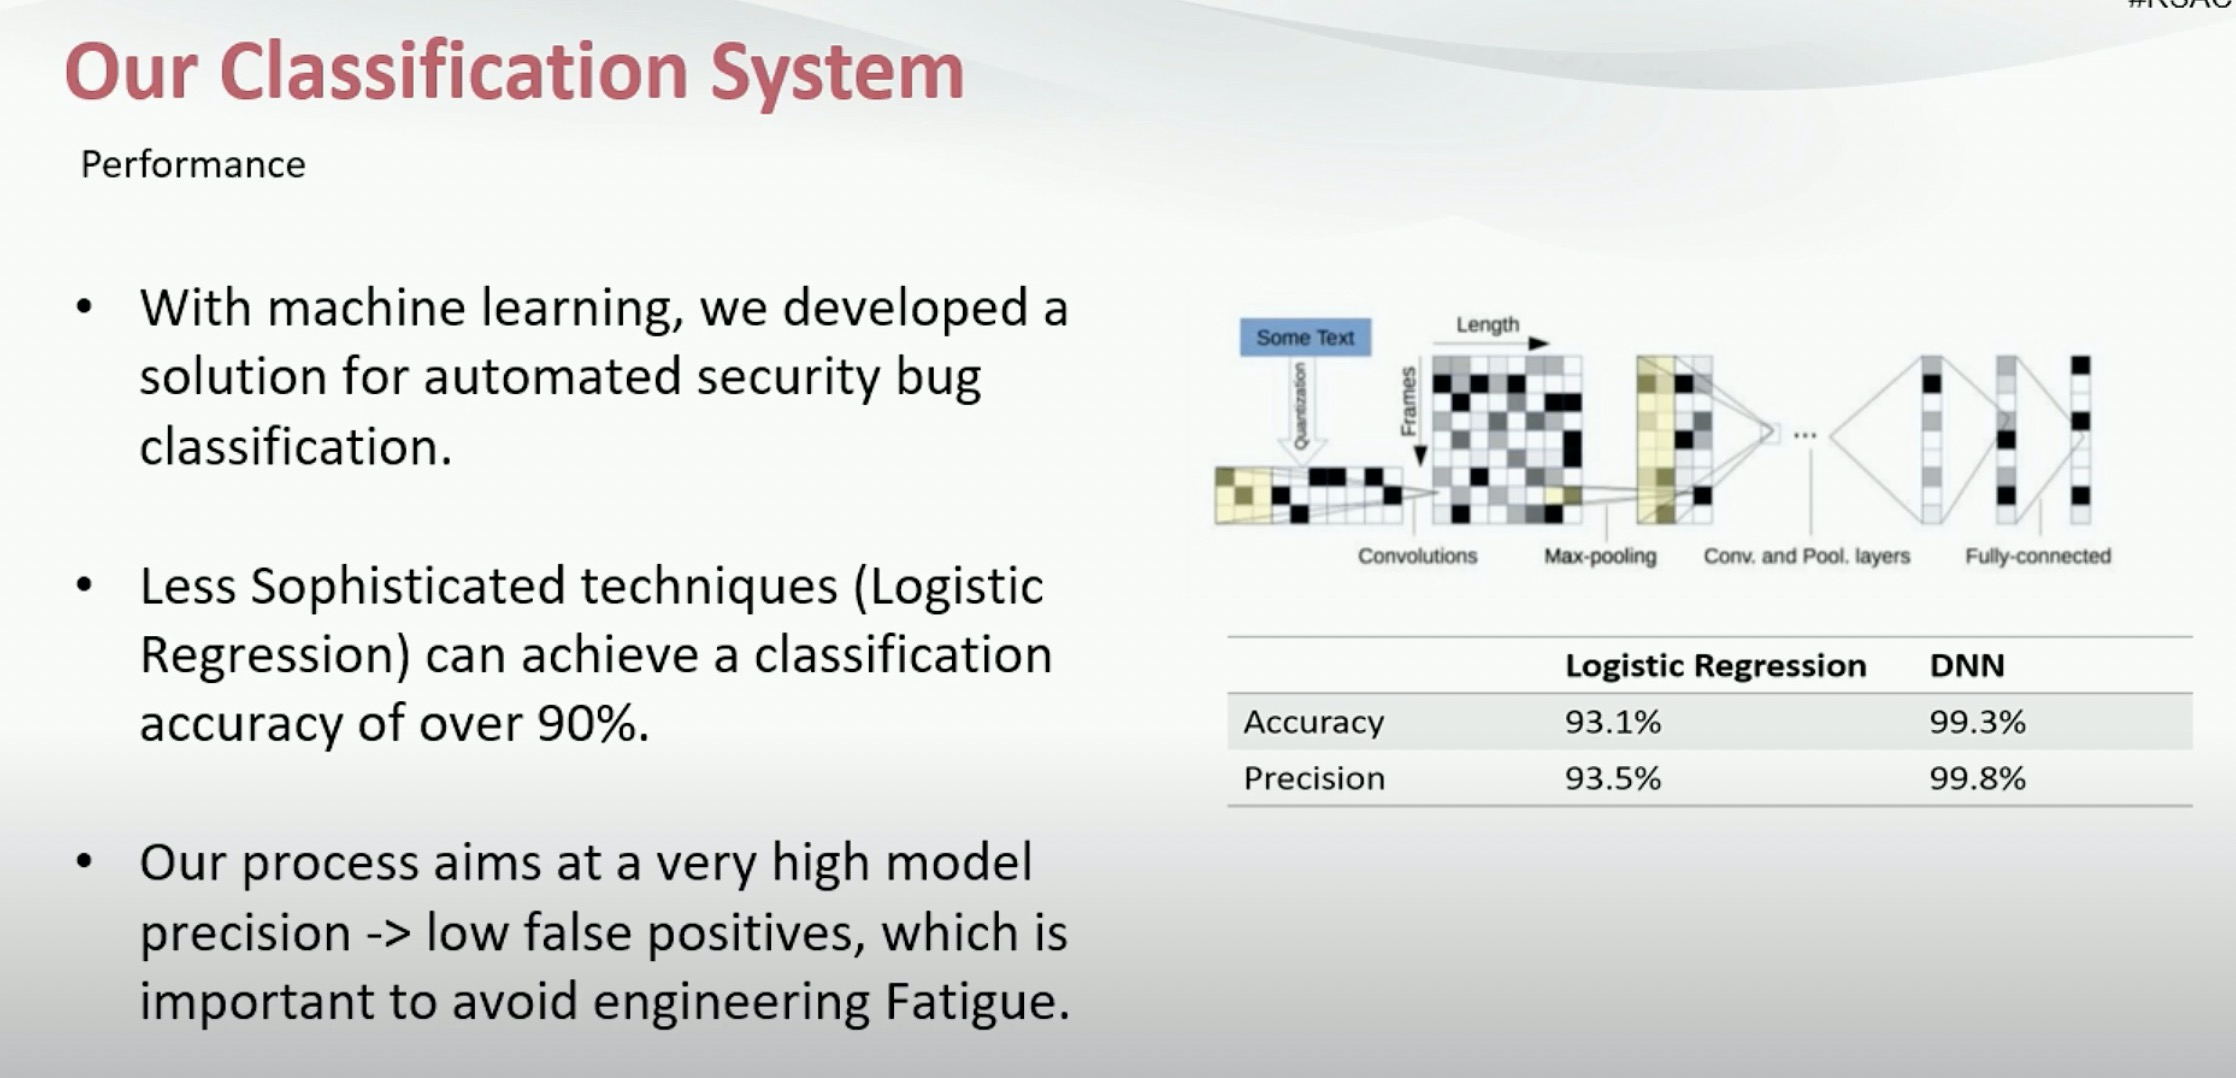 Our Classification System
Performance
• With machine learning, we developed a
solution for automated security bug
classification.
• Less Sophisticated techniques (Logistic
Regression) can achieve a classification
accuracy of over 90%.
• Our process aims at a very high model
precision -> low false positives, which is
important to avoid engineering Fatigue.
Some Text
Quantization
Length
Frames
Convolutions
Max-pooling
...
Conv. and Pool. layers
Fully-connected
Logistic Regression DNN
Accuracy 93.1% 99.3%
Precision 93.5% 99.8%